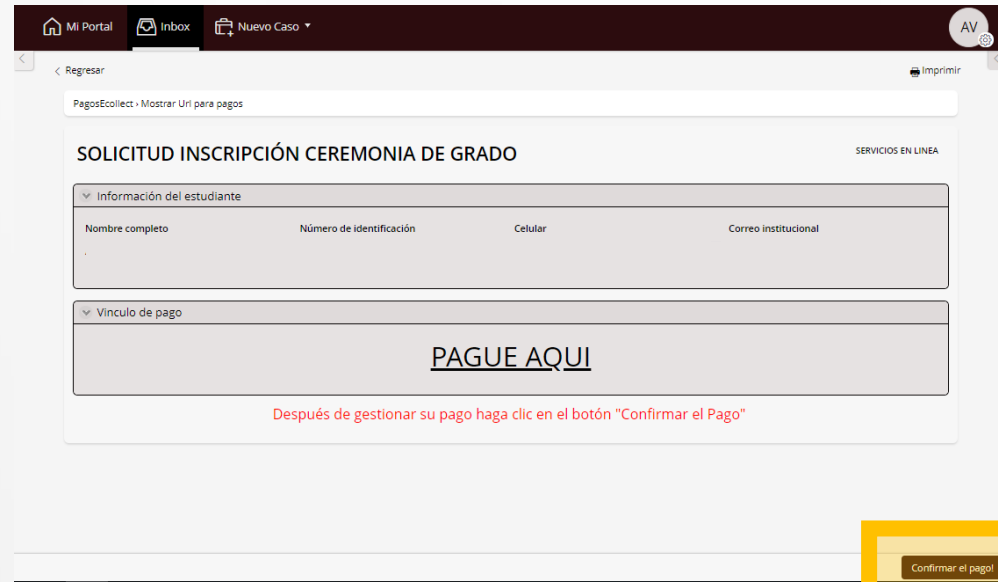 Mi Portal Inbox Nuevo Caso AV
Regresar Imprimir
PagosEcollect › Mostrar Url para pagos
SOLICITUD INSCRIPCIÓN CEREMONIA DE GRADO SERVICIOS EN LINEA
Información del estudiante
Nombre completo Número de identificación Celular Correo institucional
Vinculo de pago
PAGUE AQUI
Después de gestionar su pago haga clic en el botón "Confirmar el Pago"
Confirmar el pago!